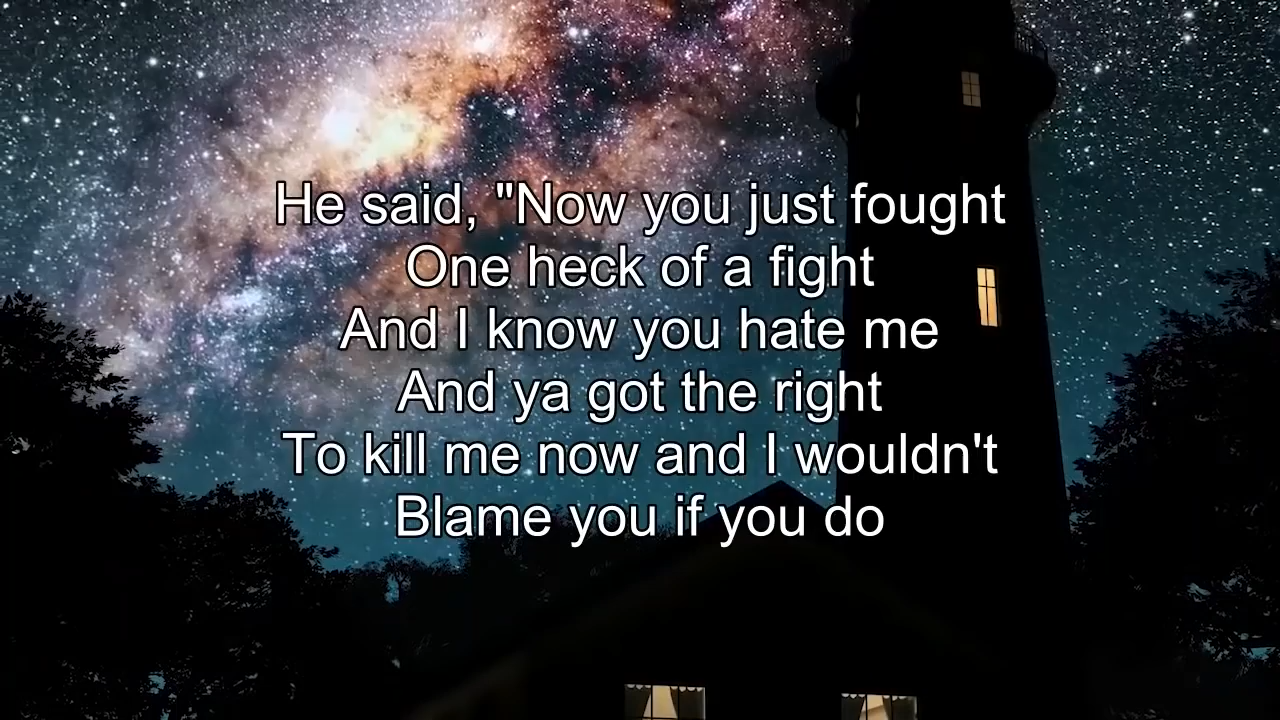 He said, "Now you just fought
One heck of a fight
And I know you hate me
And ya got the right
To kill me now and I wouldn't
Blame you if you do